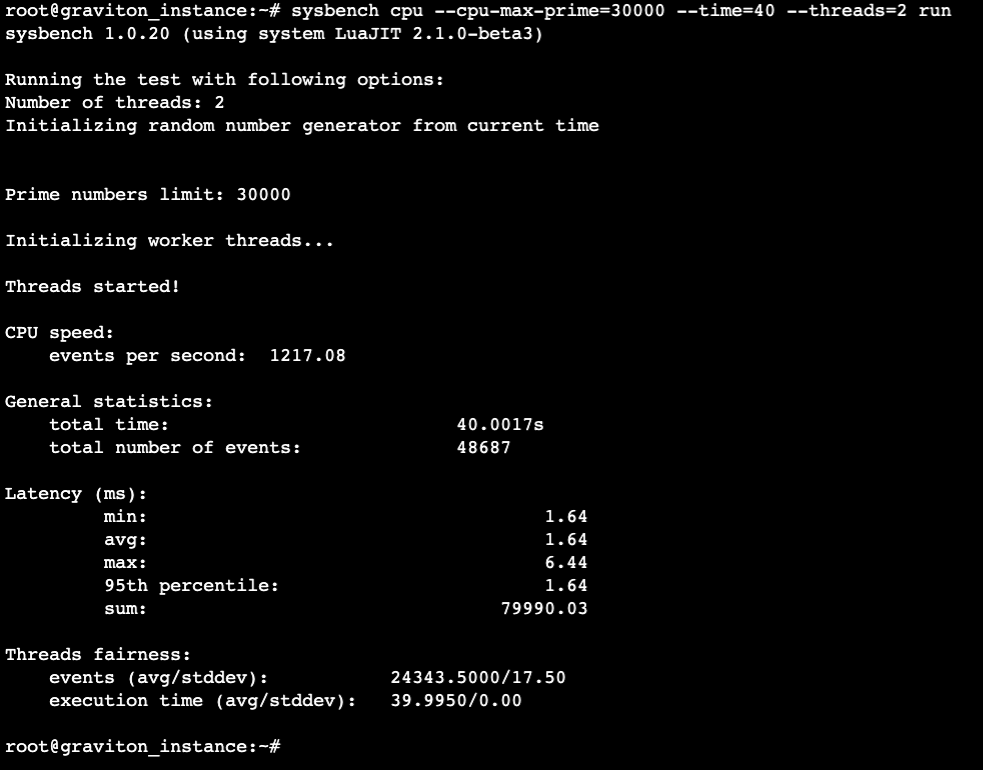 root@graviton_instance:~# sysbench cpu --cpu-max-prime=30000 --time=40 --threads=2 run
sysbench 1.0.20 (using system LuaJIT 2.1.0-beta3)
Running the test with following options:
Number of threads: 2
Initializing random number generator from current time
Prime numbers limit: 30000
Initializing worker threads...
Threads started!
CPU speed:
    events per second:  1217.08
General statistics:
    total time:                          40.0017s
    total number of events:              48687
Latency (ms):
         min:                                    1.64
         avg:                                    1.64
         max:                                    6.44
         95th percentile:                        1.64
         sum:                                79990.03
Threads fairness:
    events (avg/stddev):           24343.5000/17.50
    execution time (avg/stddev):   39.9950/0.00
root@graviton_instance:~#